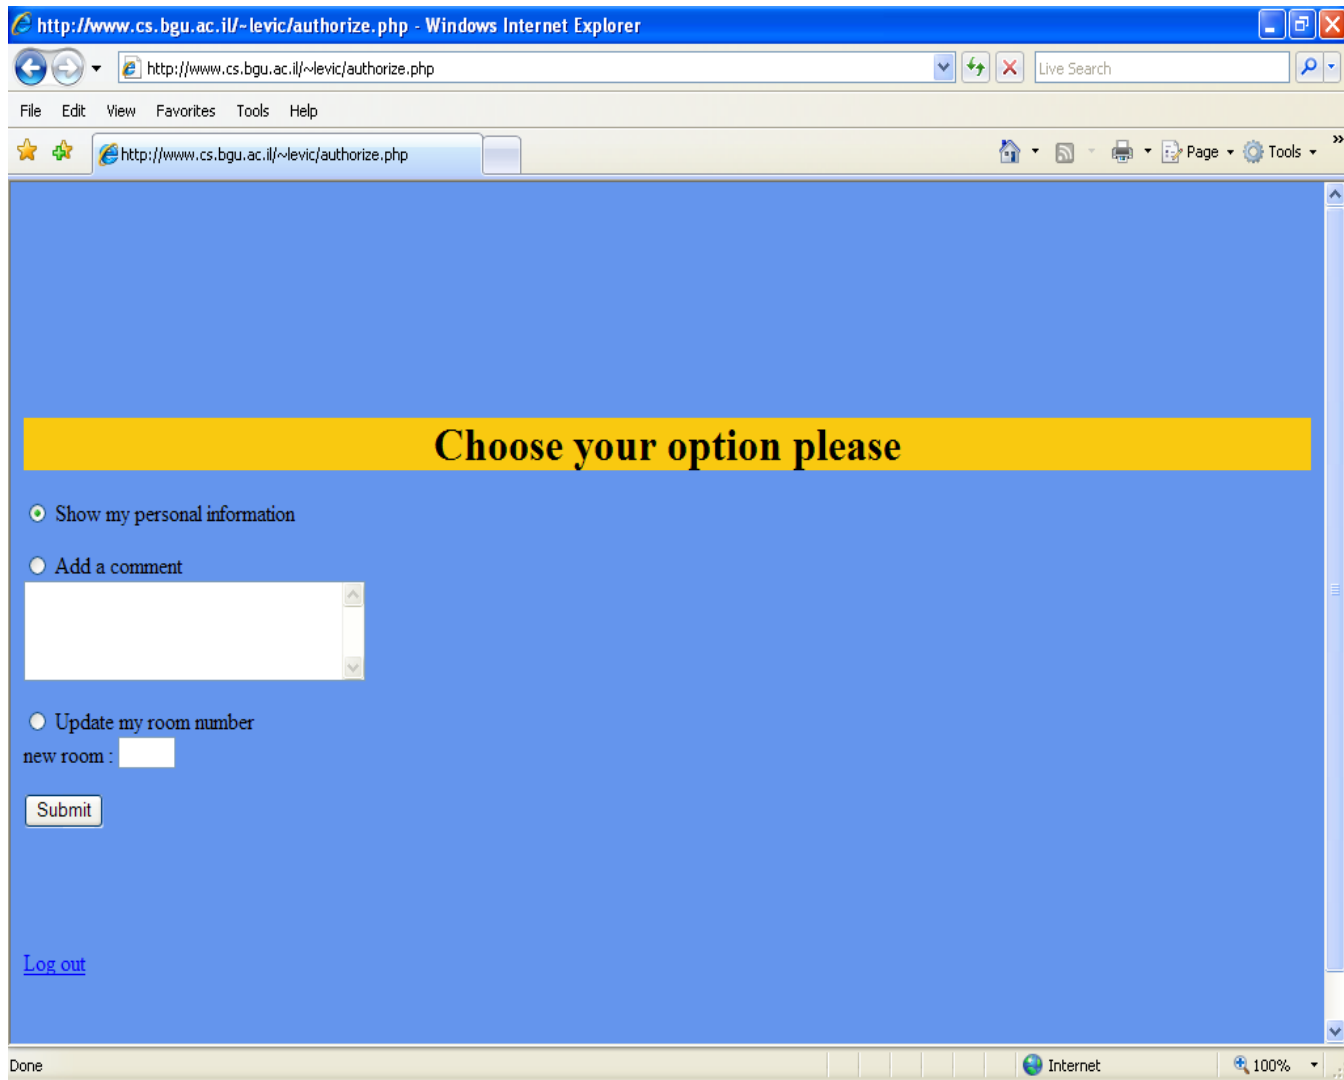 http://www.cs.bgu.ac.il/~levic/authorize.php - Windows Internet Explorer
http://www.cs.bgu.ac.il/~levic/authorize.php
Live Search
File Edit View Favorites Tools Help
http://www.cs.bgu.ac.il/~levic/authorize.php
Page Tools »
Choose your option please
Show my personal information
Add a comment
Update my room number
new room :
Submit
Log out
Done Internet 100%